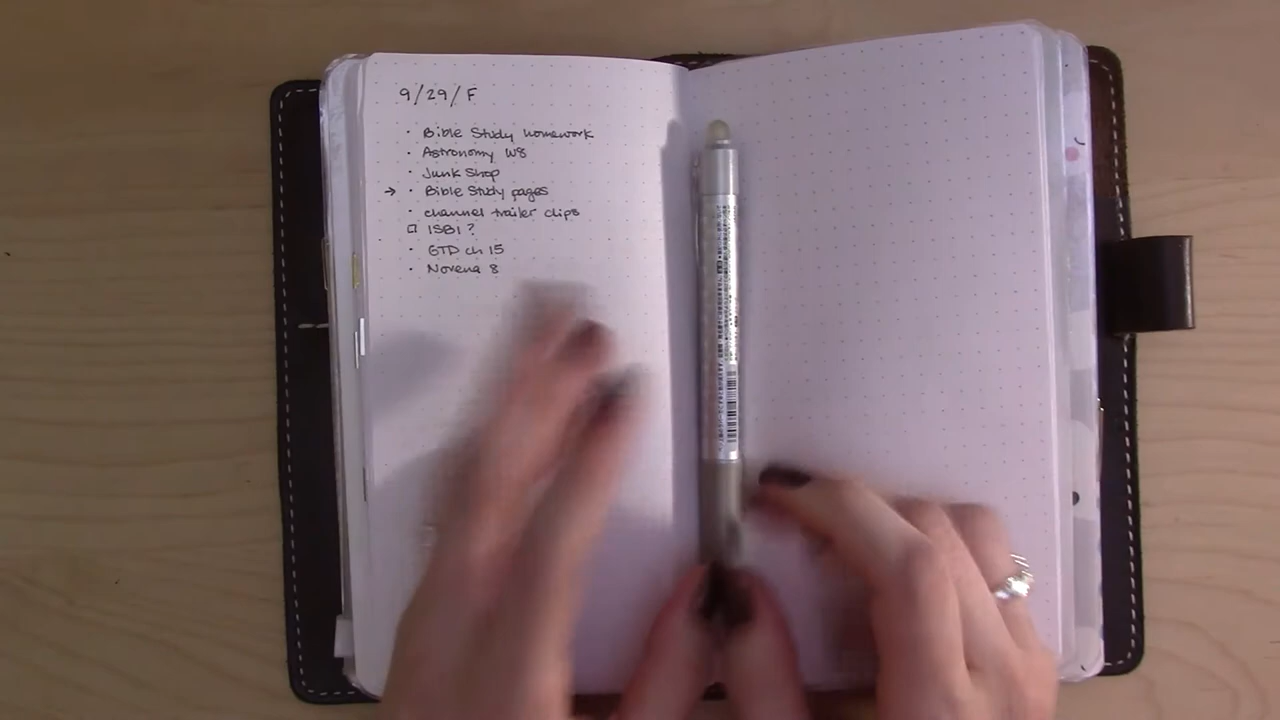 9/29/F
· Bible Study homework
· Astronomy W8
· Junk Shop
→ · Bible Study pages
· channel trailer clips
□ ISBI?
· GTD ch 15
· Novena 8